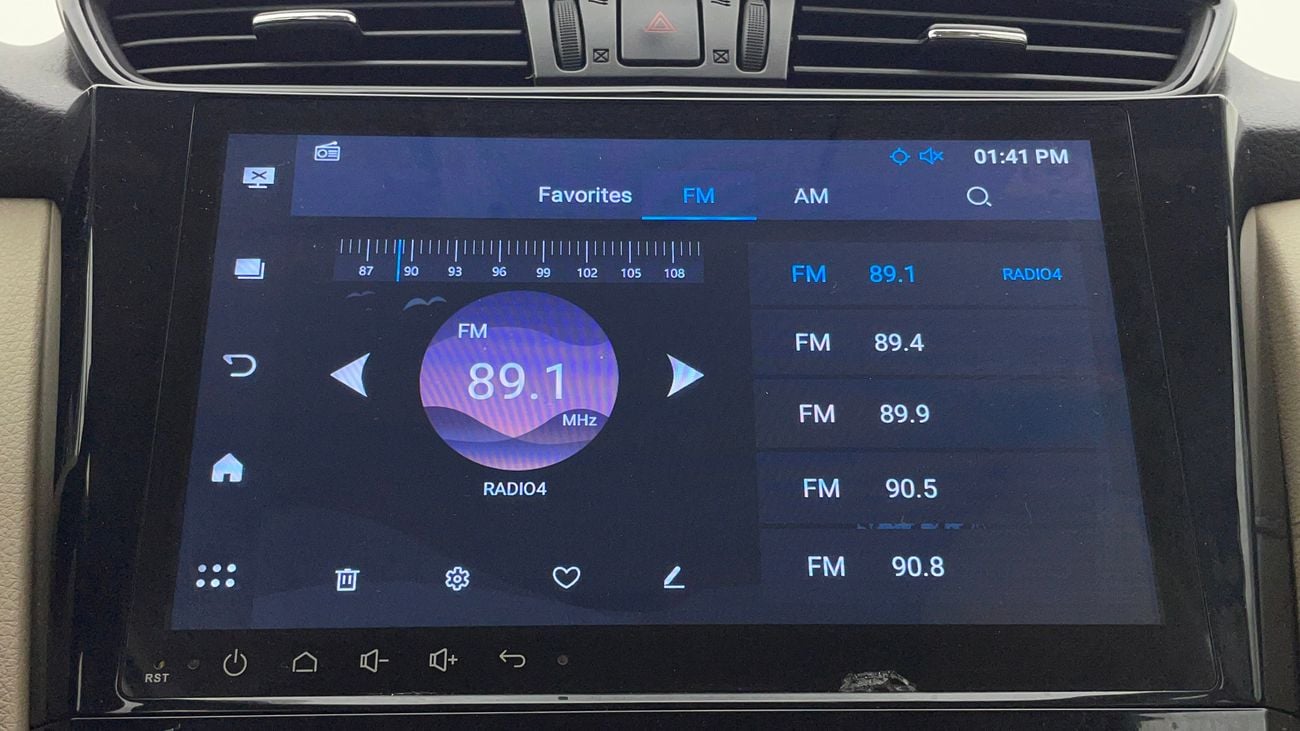 01:41 PM
Favorites FM AM
87 90 93 96 99 102 105 108
FM
89.1
MHz
RADIO4
FM 89.1 RADIO4
FM 89.4
FM 89.9
FM 90.5
FM 90.8
RST